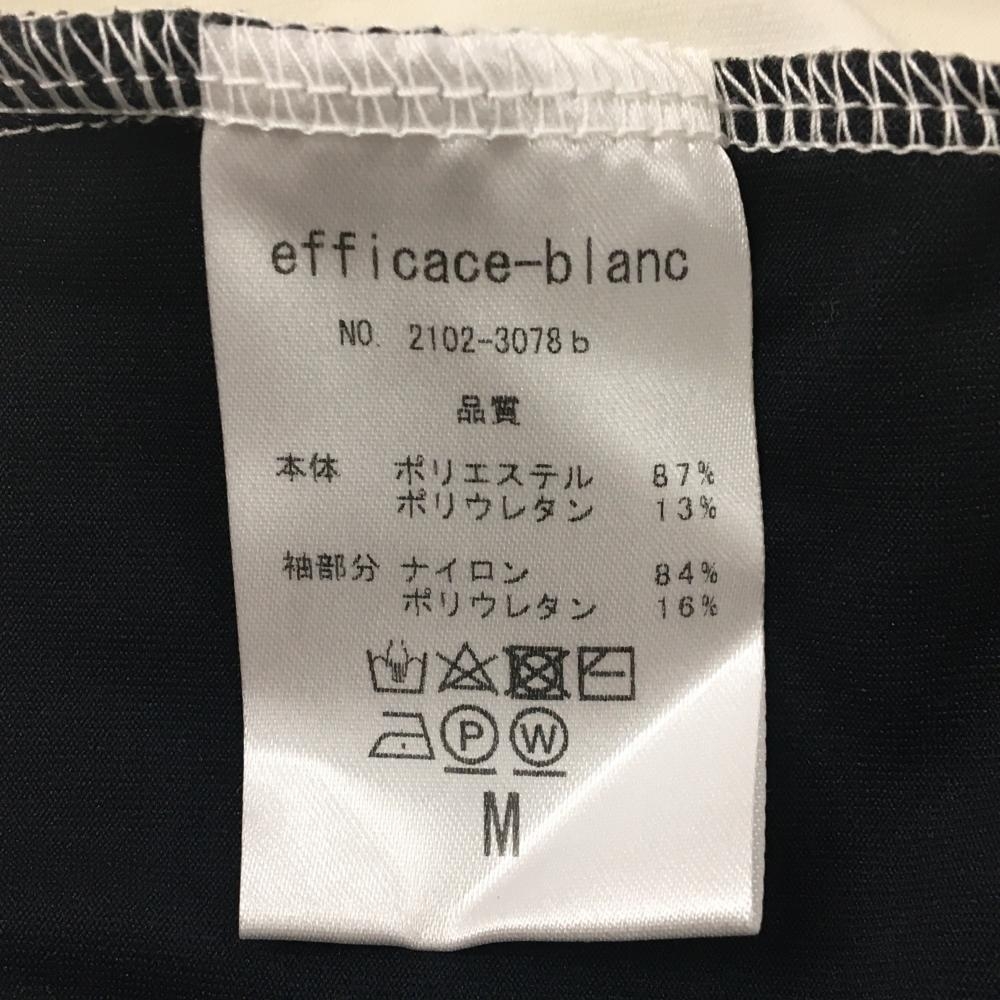 efficace-blanc
NO. 2102-3078b
品質
本体 ポリエステル 87%
ポリウレタン 13%
袖部分 ナイロン 84%
ポリウレタン 16%
P W
M